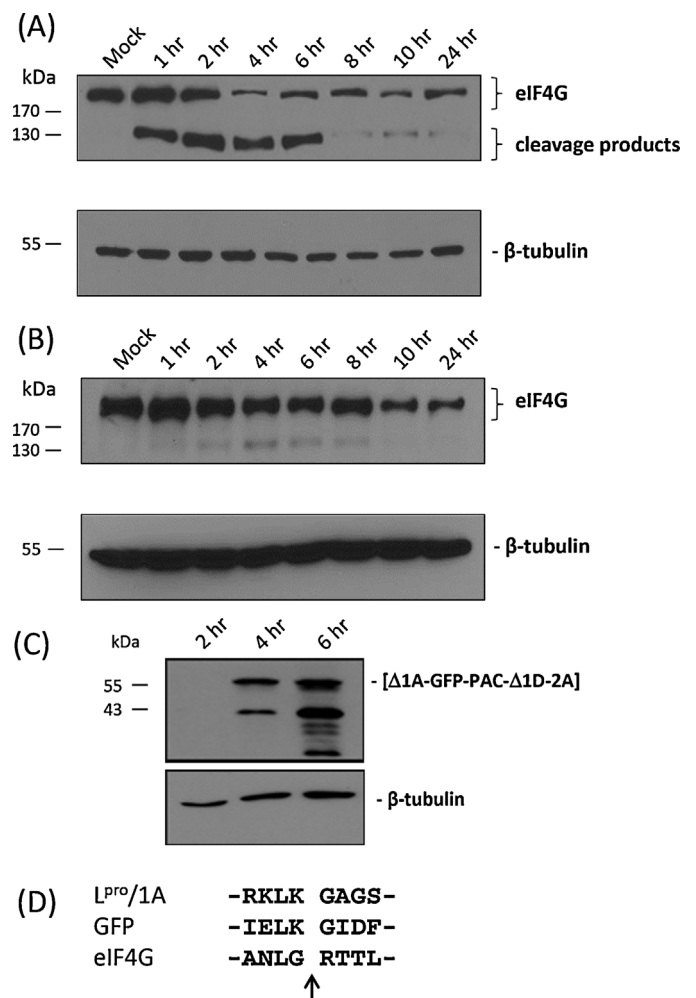 (A)
Mock 1 hr 2 hr 4 hr 6 hr 8 hr 10 hr 24 hr
kDa
170
130
eIF4G
cleavage products
55
- β-tubulin
(B)
Mock 1 hr 2 hr 4 hr 6 hr 8 hr 10 hr 24 hr
kDa
170
130
eIF4G
55
- β-tubulin
(C)
kDa 2 hr 4 hr 6 hr
55
43
- [Δ1A-GFP-PAC-Δ1D-2A]
- β-tubulin
(D)
Lᵖʳᵒ/1A -RKLK GAGS-
GFP -IELK GIDF-
eIF4G -ANLG RTTL-